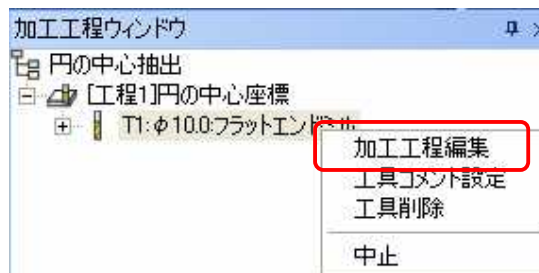 加工工程ウィンドウ
円の中心抽出
[工程1]円の中心座標
T1:φ10.0:フラットエンドミル
加工工程編集
工具コメント設定
工具削除
中止